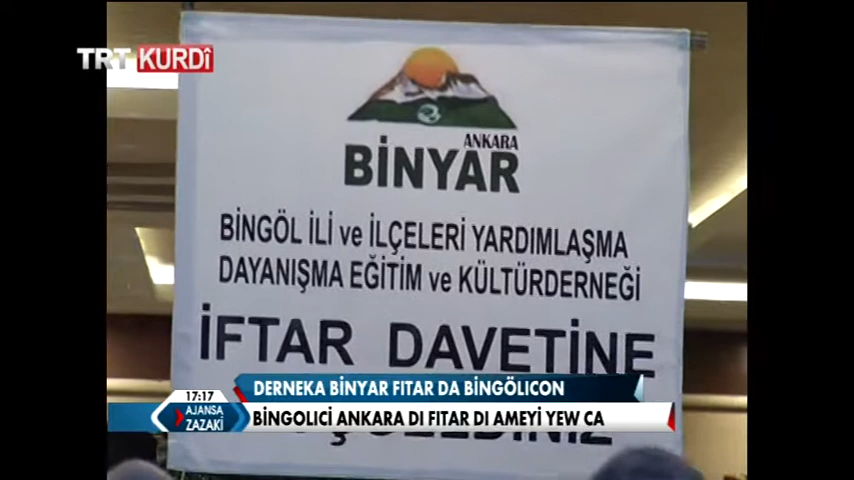 TRT KURDÎ
ANKARA
BİNYAR
BİNGÖL İLİ ve İLÇELERİ YARDIMLAŞMA
DAYANIŞMA EĞİTİM ve KÜLTÜRDERNEĞİ
İFTAR DAVETİNE
17:17
AJANSA
ZAZAKİ
DERNEKA BİNYAR FITAR DA BİNGÖLICON
BİNGOLICİ ANKARA DI FITAR DI AMEYİ YEW CA